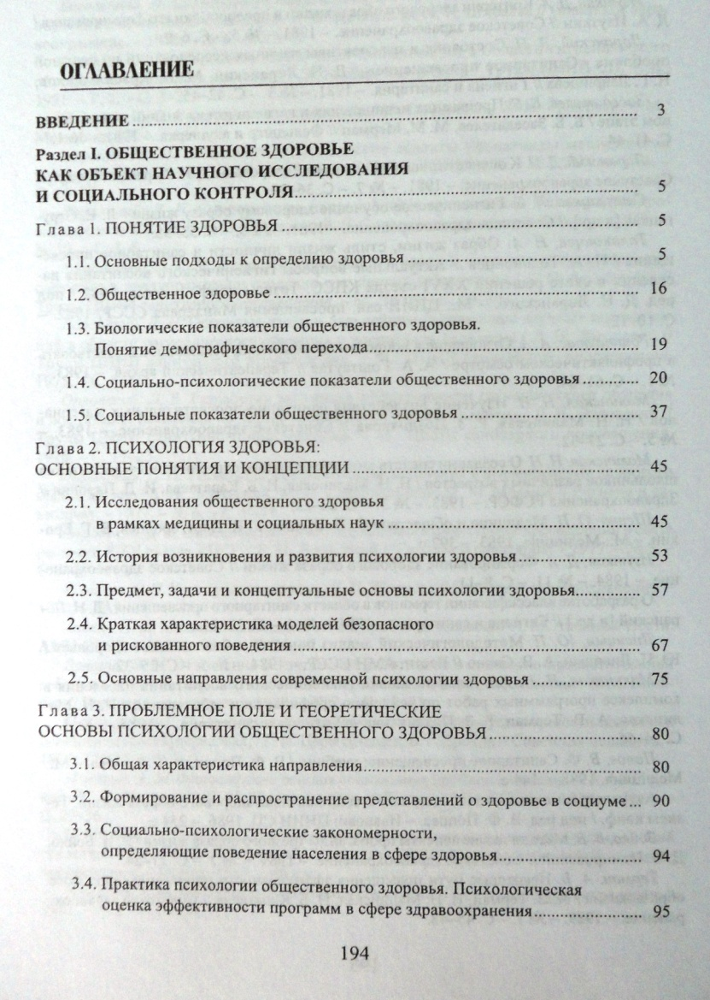 ОГЛАВЛЕНИЕ
ВВЕДЕНИЕ 3
Раздел I. ОБЩЕСТВЕННОЕ ЗДОРОВЬЕ
КАК ОБЪЕКТ НАУЧНОГО ИССЛЕДОВАНИЯ
И СОЦИАЛЬНОГО КОНТРОЛЯ 5
Глава 1. ПОНЯТИЕ ЗДОРОВЬЯ 5
1.1. Основные подходы к определению здоровья 5
1.2. Общественное здоровье 16
1.3. Биологические показатели общественного здоровья.
Понятие демографического перехода 19
1.4. Социально-психологические показатели общественного здоровья 20
1.5. Социальные показатели общественного здоровья 37
Глава 2. ПСИХОЛОГИЯ ЗДОРОВЬЯ:
ОСНОВНЫЕ ПОНЯТИЯ И КОНЦЕПЦИИ 45
2.1. Исследования общественного здоровья
в рамках медицины и социальных наук 45
2.2. История возникновения и развития психологии здоровья 53
2.3. Предмет, задачи и концептуальные основы психологии здоровья 57
2.4. Краткая характеристика моделей безопасного
и рискованного поведения 67
2.5. Основные направления современной психологии здоровья 75
Глава 3. ПРОБЛЕМНОЕ ПОЛЕ И ТЕОРЕТИЧЕСКИЕ
ОСНОВЫ ПСИХОЛОГИИ ОБЩЕСТВЕННОГО ЗДОРОВЬЯ 80
3.1. Общая характеристика направления 80
3.2. Формирование и распространение представлений о здоровье в социуме 90
3.3. Социально-психологические закономерности,
определяющие поведение населения в сфере здоровья 94
3.4. Практика психологии общественного здоровья. Психологическая
оценка эффективности программ в сфере здравоохранения 95
194